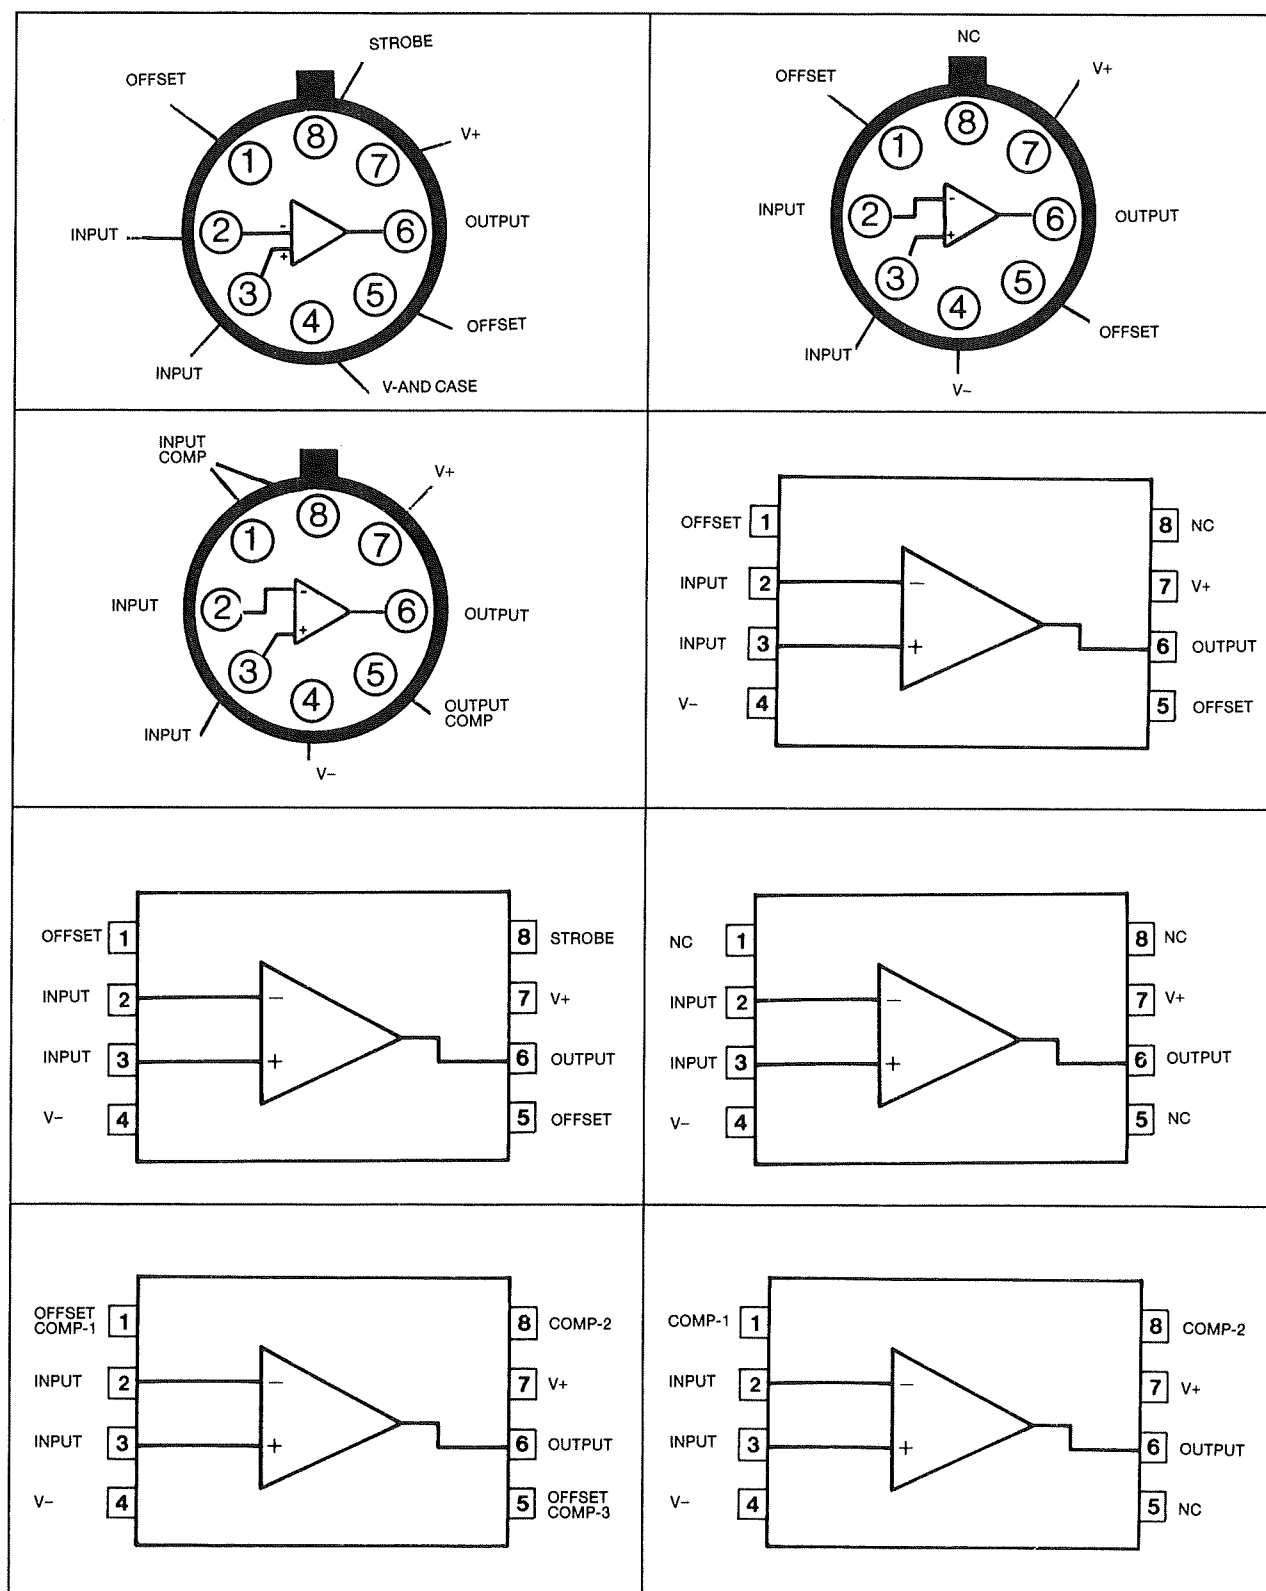 STROBE
OFFSET
V+
8
1
7
2
-
6
INPUT
OUTPUT
+
3
5
4
OFFSET
INPUT
V-AND CASE
NC
V+
OFFSET
8
1
7
INPUT
2
-
6
OUTPUT
+
3
5
4
OFFSET
INPUT
V–
INPUT
COMP
V+
8
1
7
INPUT
2
-
6
OUTPUT
+
3
5
4
OUTPUT
COMP
INPUT
V–
OFFSET 1
8 NC
INPUT 2
–
7 V+
INPUT 3
+
6 OUTPUT
V– 4
5 OFFSET
OFFSET 1
8 STROBE
INPUT 2
–
7 V+
INPUT 3
+
6 OUTPUT
V– 4
5 OFFSET
NC 1
8 NC
INPUT 2
–
7 V+
INPUT 3
+
6 OUTPUT
V– 4
5 NC
OFFSET
COMP-1 1
8 COMP-2
INPUT 2
–
7 V+
INPUT 3
+
6 OUTPUT
V– 4
5 OFFSET
COMP-3
COMP-1 1
8 COMP-2
INPUT 2
–
7 V+
INPUT 3
+
6 OUTPUT
V– 4
5 NC